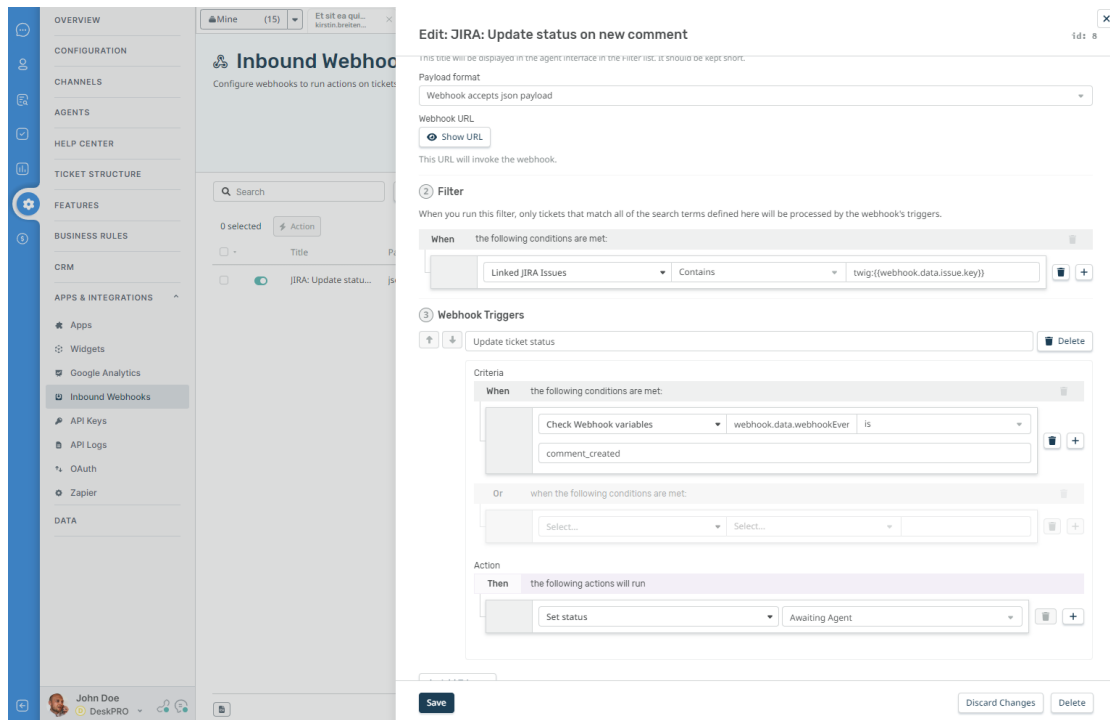 OVERVIEW
CONFIGURATION
CHANNELS
AGENTS
HELP CENTER
TICKET STRUCTURE
FEATURES
BUSINESS RULES
CRM
APPS & INTEGRATIONS
Apps
Widgets
Google Analytics
Inbound Webhooks
API Keys
API Logs
OAuth
Zapier
DATA
John Doe
DeskPRO
Mine (15)
Et sit ea qui...
kirstin.breiten...
Inbound Webhoo
Configure webhooks to run actions on tickets
Search
0 selected
Action
Title
Pa
JIRA: Update statu...
jso
Edit: JIRA: Update status on new comment
id: 8
This title will be displayed in the agent interface in the Filter list. It should be kept short.
Payload format
Webhook accepts json payload
Webhook URL
Show URL
This URL will invoke the webhook.
2 Filter
When you run this filter, only tickets that match all of the search terms defined here will be processed by the webhook's triggers.
When the following conditions are met:
Linked JIRA Issues Contains twig:{{webhook.data.issue.key}}
3 Webhook Triggers
Update ticket status Delete
Criteria
When the following conditions are met:
Check Webhook variables webhook.data.webhookEver is
comment_created
Or when the following conditions are met:
Select... Select...
Action
Then the following actions will run
Set status Awaiting Agent
Save Discard Changes Delete